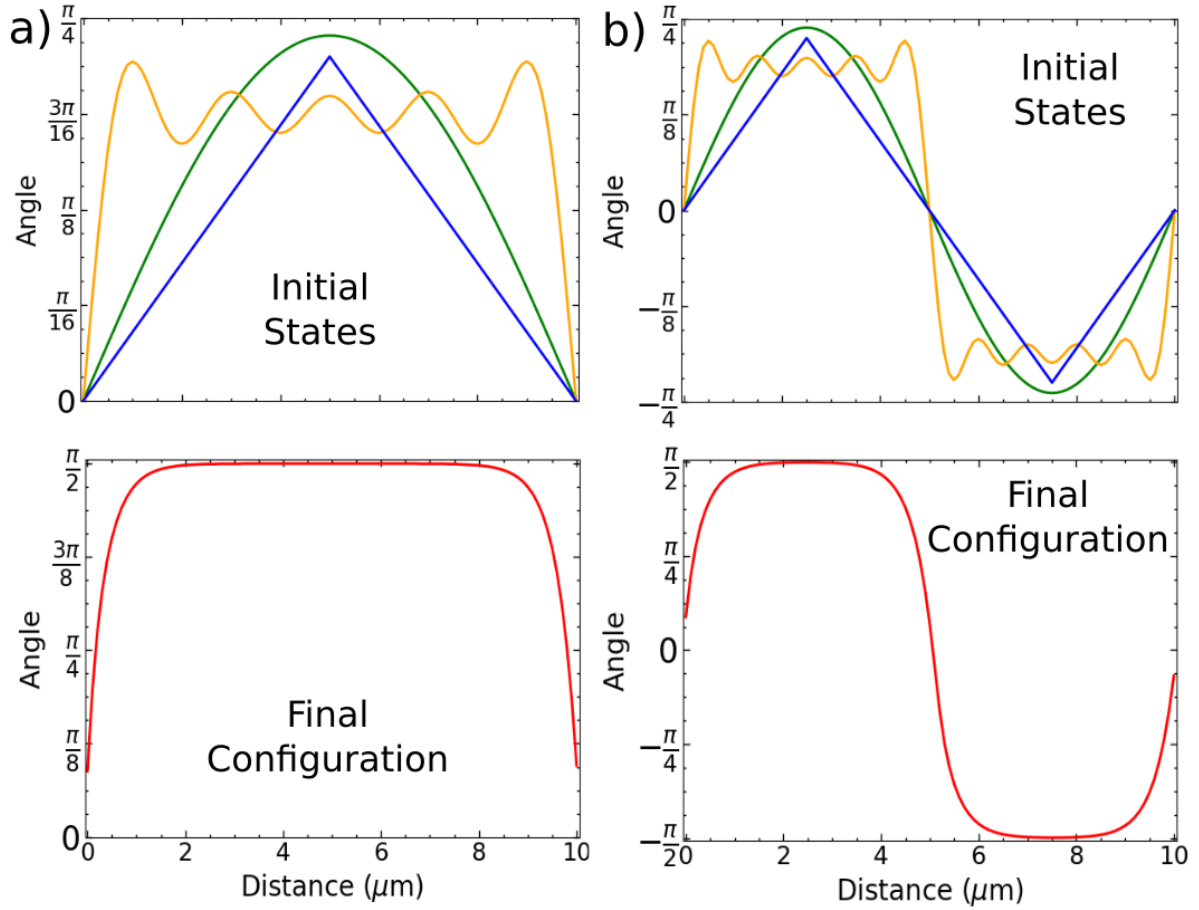 a)
π/4
3π/16
π/8
π/16
0
Angle
Initial
States
b)
π/4
π/8
0
−π/8
−π/4
Angle
Initial
States
π/2
3π/8
π/4
π/8
0
Angle
Final
Configuration
0 2 4 6 8 10
Distance (μm)
π/2
π/4
0
−π/4
−π/2
Angle
Final
Configuration
0 2 4 6 8 10
Distance (μm)